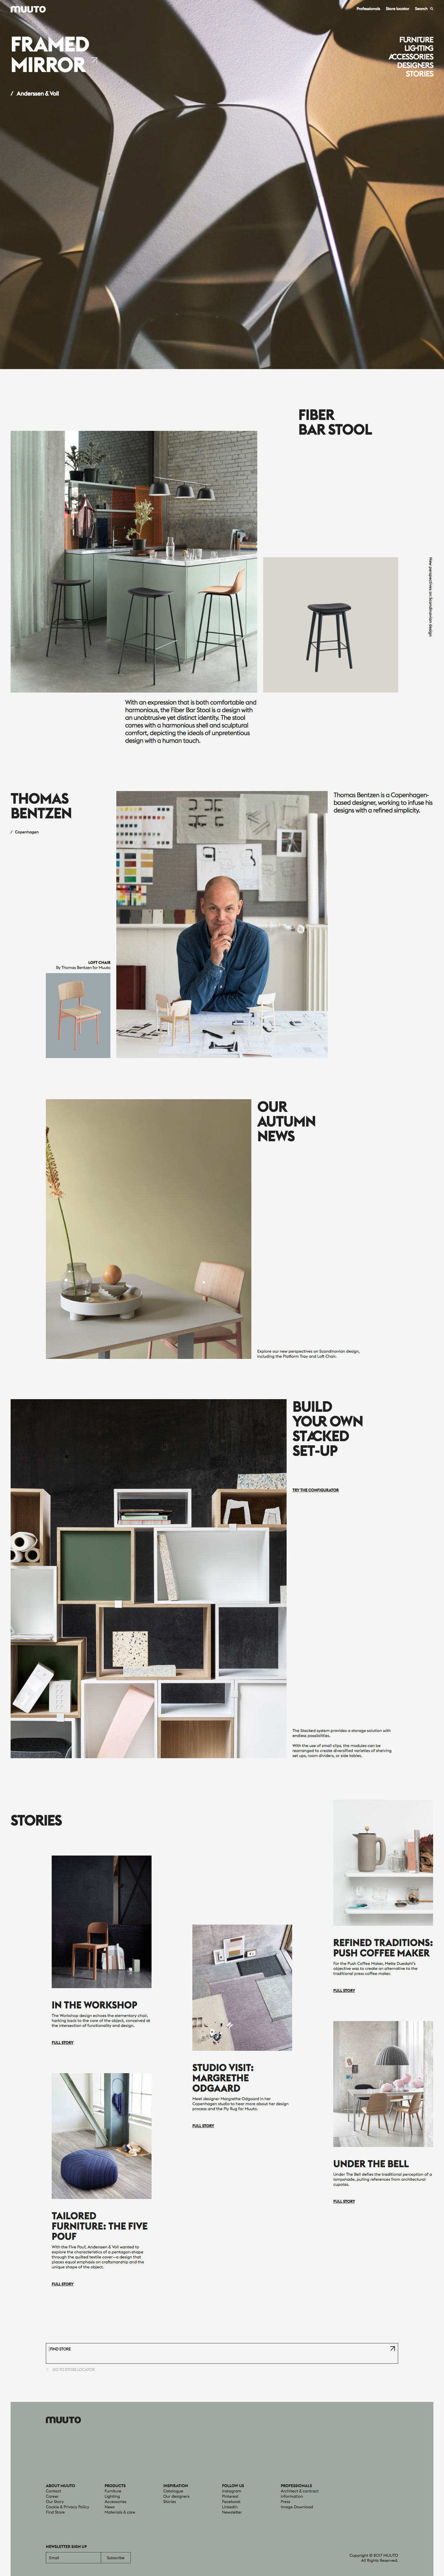 muuto
Professionals
Store locator
Search
FRAMED
MIRROR
/ Anderssen & Voll
FURNITURE
LIGHTING
ACCESSORIES
DESIGNERS
STORIES
FIBER
BAR STOOL
New perspectives on Scandinavian design
With an expression that is both comfortable and
harmonious, the Fiber Bar Stool is a design with
an unobtrusive yet distinct identity. The stool
comes with a harmonious shell and sculptural
comfort, depicting the ideals of unpretentious
design with a human touch.
THOMAS
BENTZEN
/ Copenhagen
Thomas Bentzen is a Copenhagen-
based designer, working to infuse his
designs with a refined simplicity.
LOFT CHAIR
By Thomas Bentzen for Muuto
OUR
AUTUMN
NEWS
Explore our new perspectives on Scandinavian design,
including the Platform Tray and Loft Chair.
BUILD
YOUR OWN
STACKED
SET-UP
TRY THE CONFIGURATOR
The Stacked system provides a storage solution with
endless possibilities.
With the use of small clips, the modules can be
rearranged to create diversified varieties of shelving
set ups, room dividers, or side tables.
STORIES
IN THE WORKSHOP
The Workshop design echoes the elementary chair,
harking back to the core of the object, conceived at
the intersection of functionality and design.
FULL STORY
TAILORED
FURNITURE: THE FIVE
POUF
With the Five Pouf, Anderssen & Voll wanted to
explore the characteristics of a pentagon shape
through the quilted textile cover—a design that
places equal emphasis on craftsmanship and the
unique shape of the object.
FULL STORY
STUDIO VISIT:
MARGRETHE
ODGAARD
Meet designer Margrethe Odgaard in her
Copenhagen studio to hear more about her design
process and the Ply Rug for Muuto.
FULL STORY
REFINED TRADITIONS:
PUSH COFFEE MAKER
For the Push Coffee Maker, Mette Duedahl's
objective was to create an alternative to the
traditional press coffee maker.
FULL STORY
UNDER THE BELL
Under The Bell defies the traditional perception of a
lampshade, pulling references from architectural
cupolas.
FULL STORY
FIND STORE
GO TO STORE LOCATOR
muuto
ABOUT MUUTO
Contact
Career
Our Story
Cookie & Privacy Policy
Find Store
PRODUCTS
Furniture
Lighting
Accessories
News
Materials & care
INSPIRATION
Catalogue
Our designers
Stories
FOLLOW US
Instagram
Pinterest
Facebook
LinkedIn
Newsletter
PROFESSIONALS
Architect & contract
information
Press
Image Download
NEWSLETTER SIGN UP
Email
Subscribe
Copyright © 2017 MUUTO
All Rights Reserved.